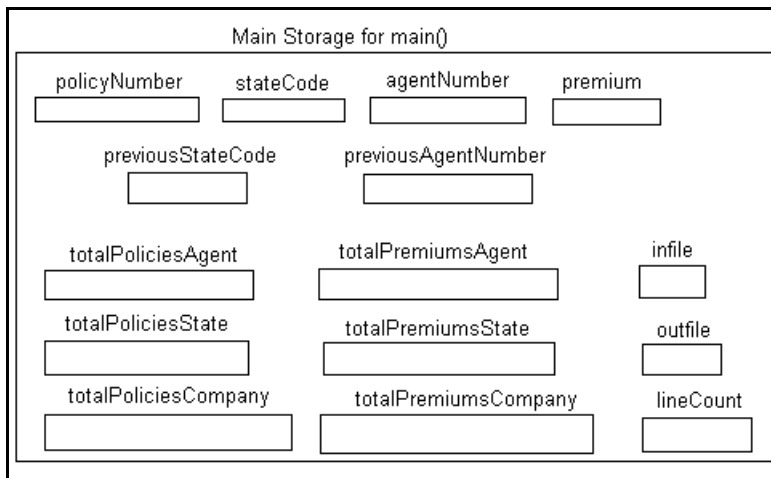 Main Storage for main()
policyNumber stateCode agentNumber premium
previousStateCode previousAgentNumber
totalPoliciesAgent totalPremiumsAgent infile
totalPoliciesState totalPremiumsState outfile
totalPoliciesCompany totalPremiumsCompany lineCount